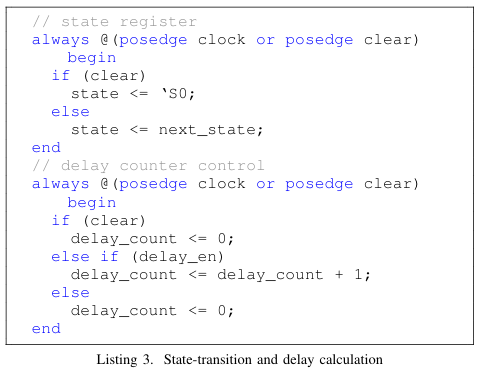 // state register
always @(posedge clock or posedge clear)
begin
if (clear)
state <= ‘S0;
else
state <= next_state;
end
// delay counter control
always @(posedge clock or posedge clear)
begin
if (clear)
delay_count <= 0;
else if (delay_en)
delay_count <= delay_count + 1;
else
delay_count <= 0;
end
Listing 3. State-transition and delay calculation